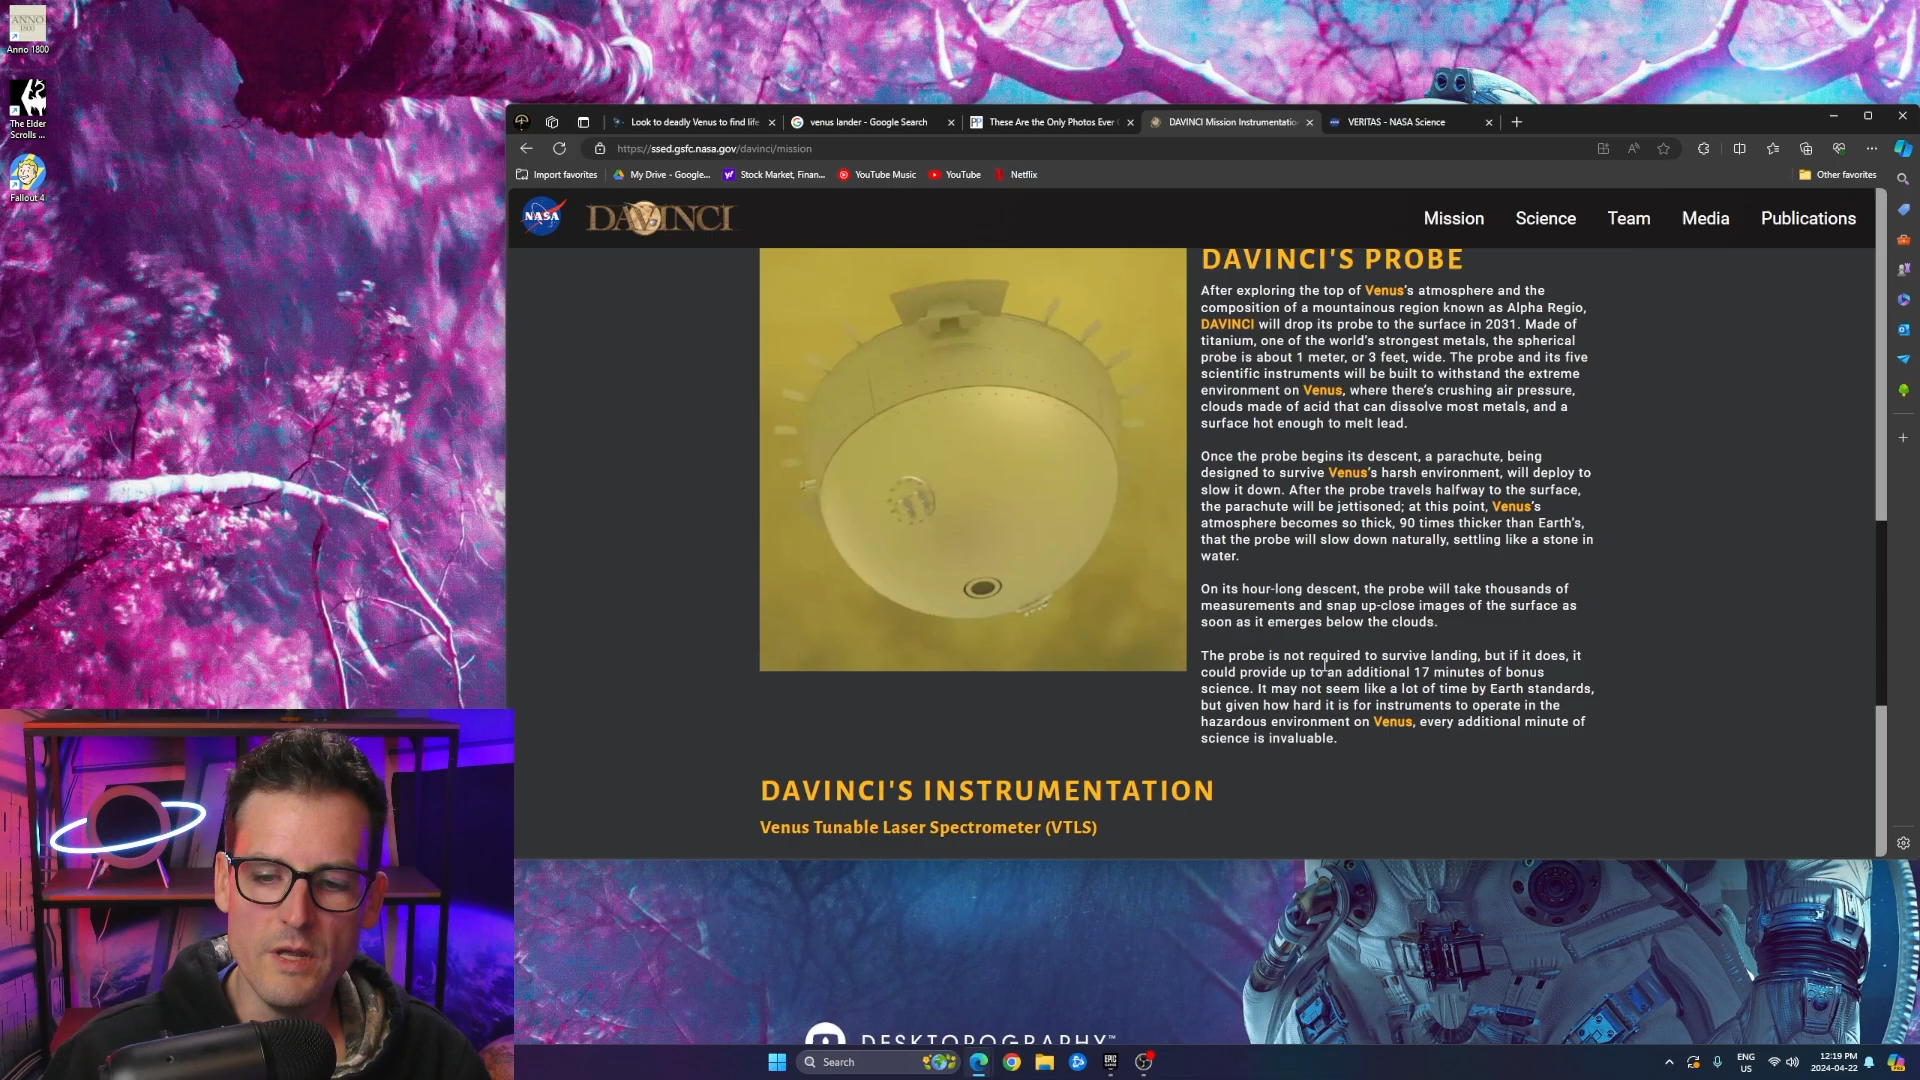 ANNO
1800
Anno 1800
The Elder
Scrolls ...
Fallout 4
Look to deadly Venus to find life
venus lander - Google Search
These Are the Only Photos Ever
DAVINCI Mission Instrumentatio
VERITAS - NASA Science
https://ssed.gsfc.nasa.gov/davinci/mission
Import favorites
My Drive - Google...
Stock Market, Finan...
YouTube Music
YouTube
Netflix
Other favorites
NASA
DAVINCI
Mission
Science
Team
Media
Publications
DAVINCI'S PROBE
After exploring the top of Venus's atmosphere and the
composition of a mountainous region known as Alpha Regio,
DAVINCI will drop its probe to the surface in 2031. Made of
titanium, one of the world's strongest metals, the spherical
probe is about 1 meter, or 3 feet, wide. The probe and its five
scientific instruments will be built to withstand the extreme
environment on Venus, where there's crushing air pressure,
clouds made of acid that can dissolve most metals, and a
surface hot enough to melt lead.
Once the probe begins its descent, a parachute, being
designed to survive Venus's harsh environment, will deploy to
slow it down. After the probe travels halfway to the surface,
the parachute will be jettisoned; at this point, Venus's
atmosphere becomes so thick, 90 times thicker than Earth's,
that the probe will slow down naturally, settling like a stone in
water.
On its hour-long descent, the probe will take thousands of
measurements and snap up-close images of the surface as
soon as it emerges below the clouds.
The probe is not required to survive landing, but if it does, it
could provide up to an additional 17 minutes of bonus
science. It may not seem like a lot of time by Earth standards,
but given how hard it is for instruments to operate in the
hazardous environment on Venus, every additional minute of
science is invaluable.
DAVINCI'S INSTRUMENTATION
Venus Tunable Laser Spectrometer (VTLS)
DESKTOPOGRAPHY™
Search
EPIC
ENG
US
12:19 PM
2024-04-22